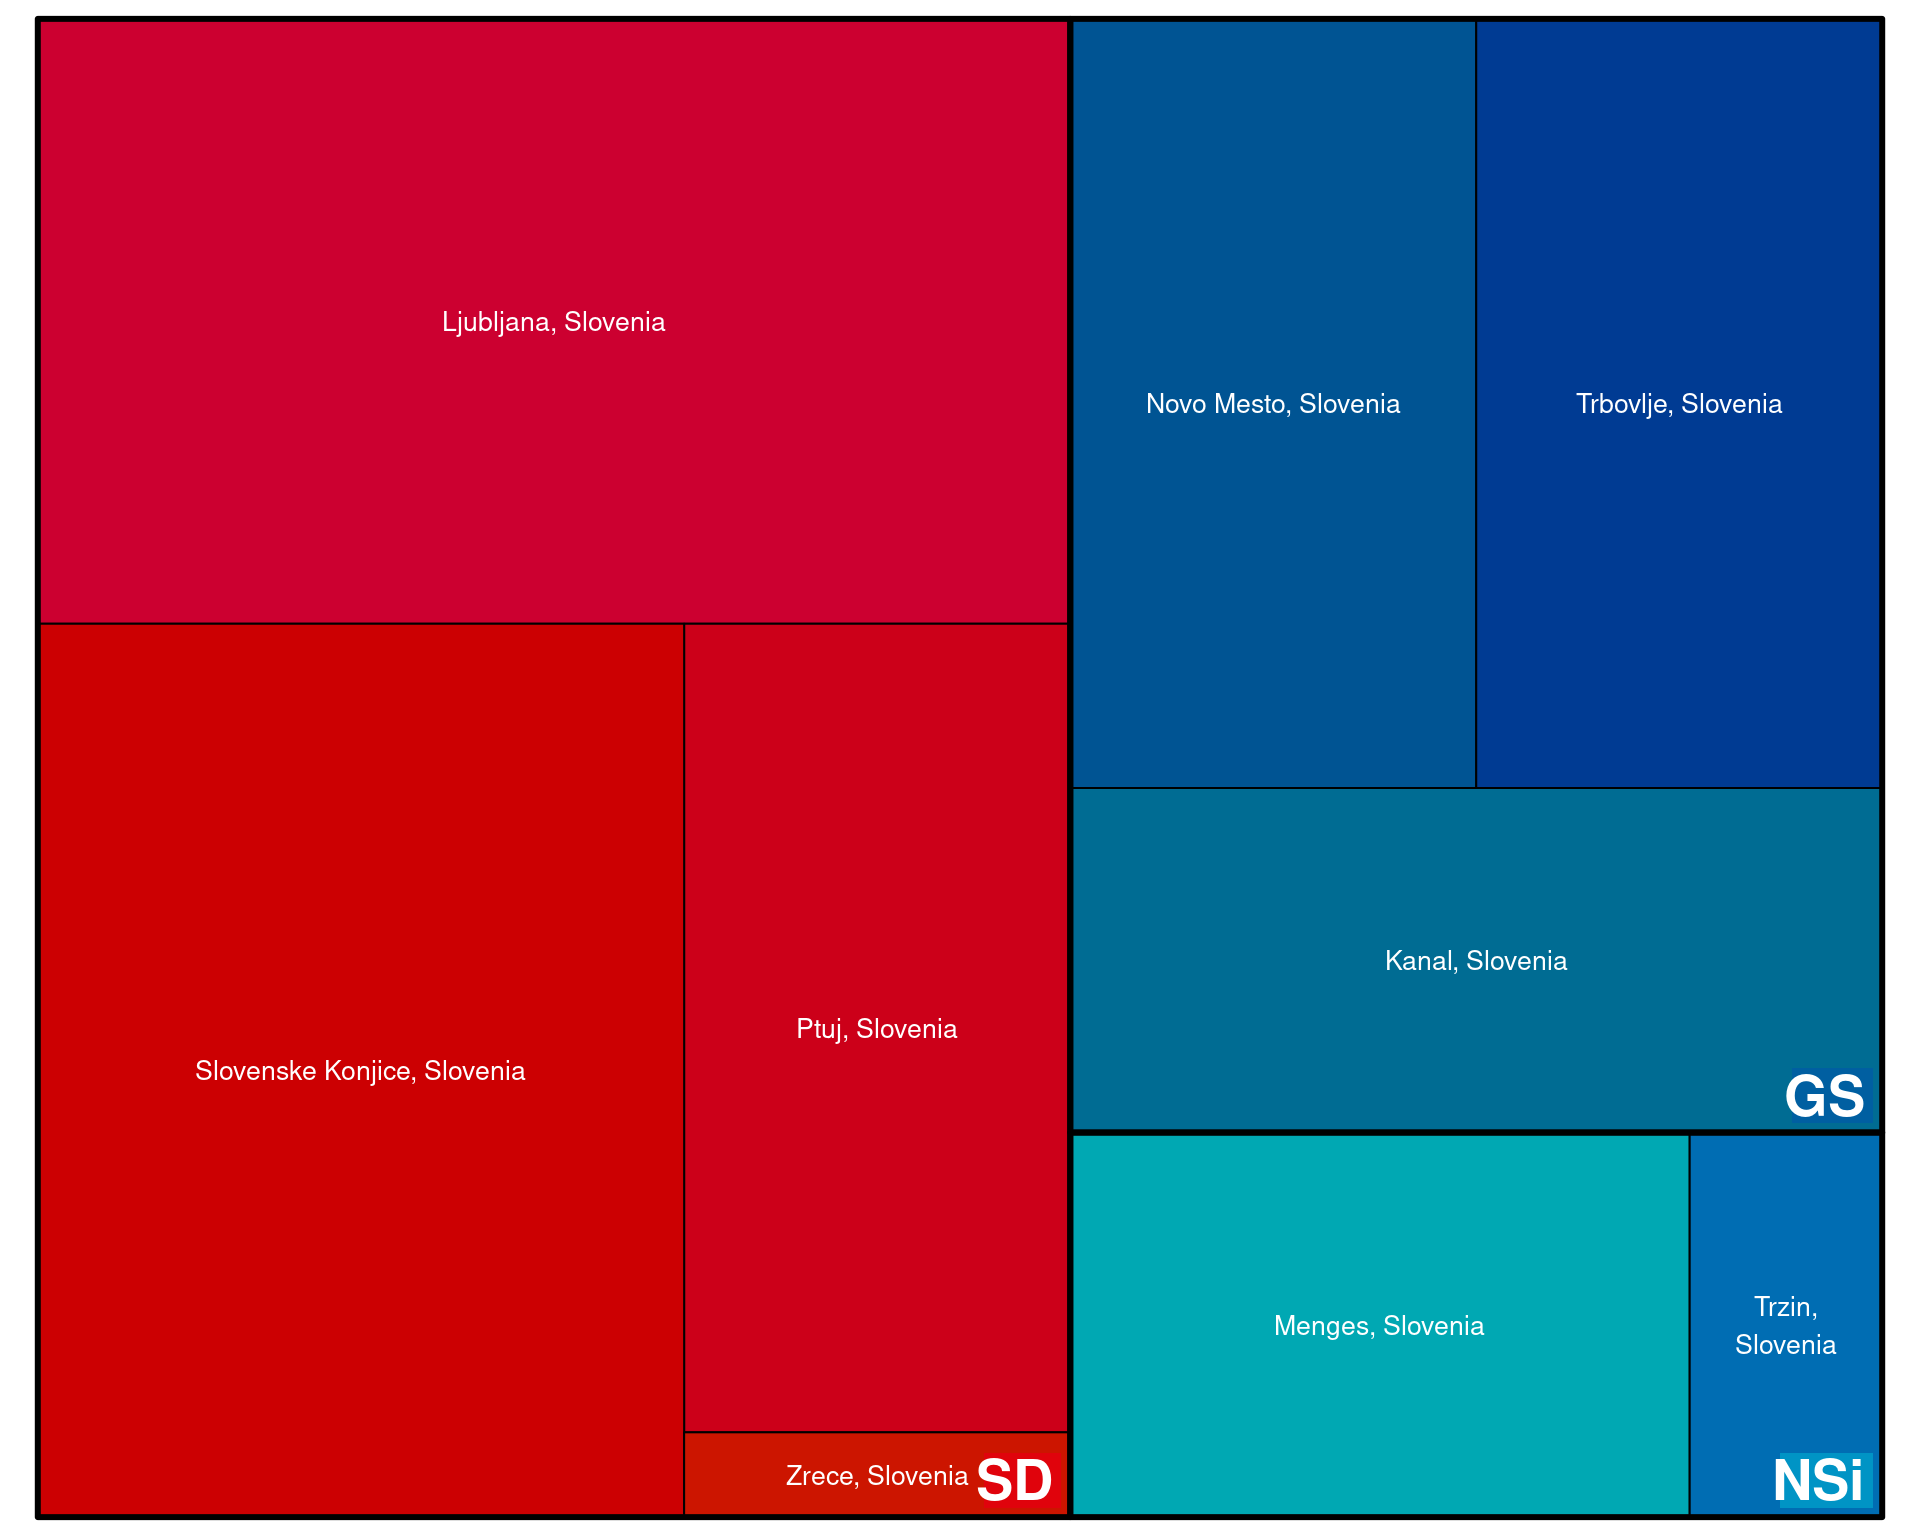 Ljubljana, Slovenia
Novo Mesto, Slovenia
Trbovlje, Slovenia
Slovenske Konjice, Slovenia
Ptuj, Slovenia
Zrece, Slovenia
SD
Kanal, Slovenia
GS
Menges, Slovenia
Trzin,
Slovenia
NSi